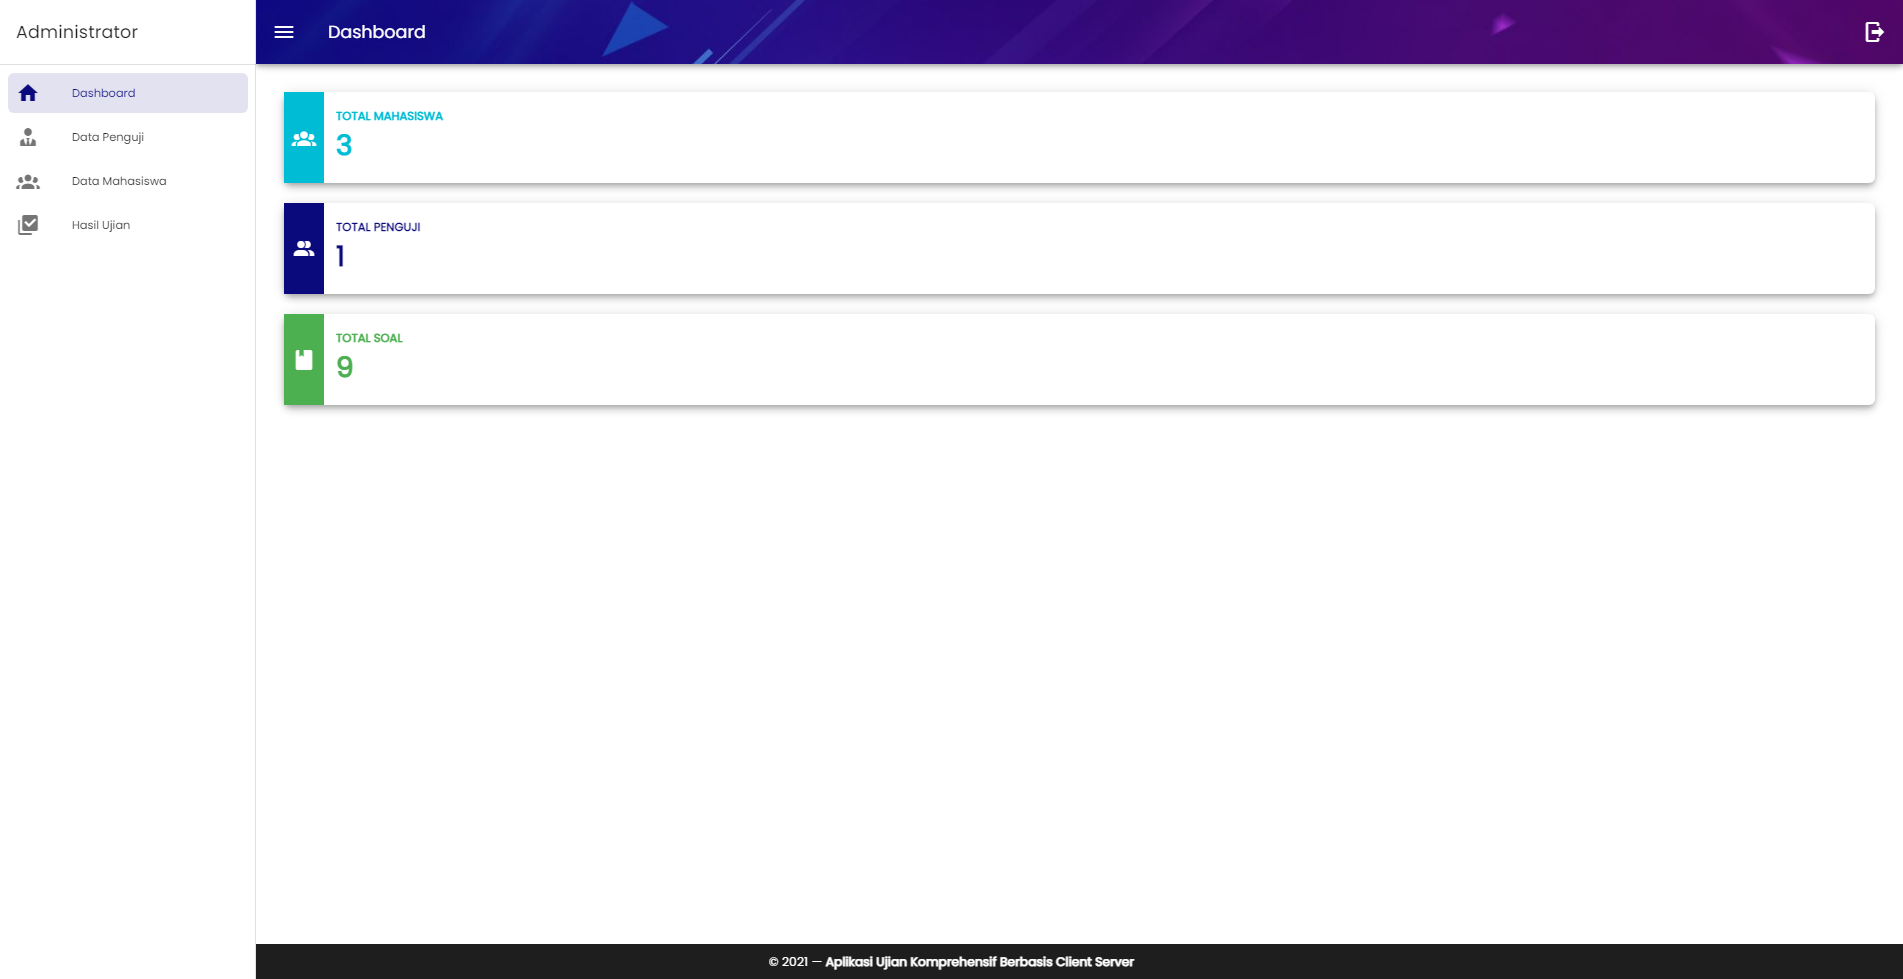 Administrator
Dashboard
Data Penguji
Data Mahasiswa
Hasil Ujian
Dashboard
TOTAL MAHASISWA
3
TOTAL PENGUJI
1
TOTAL SOAL
9
© 2021 — Aplikasi Ujian Komprehensif Berbasis Client Server